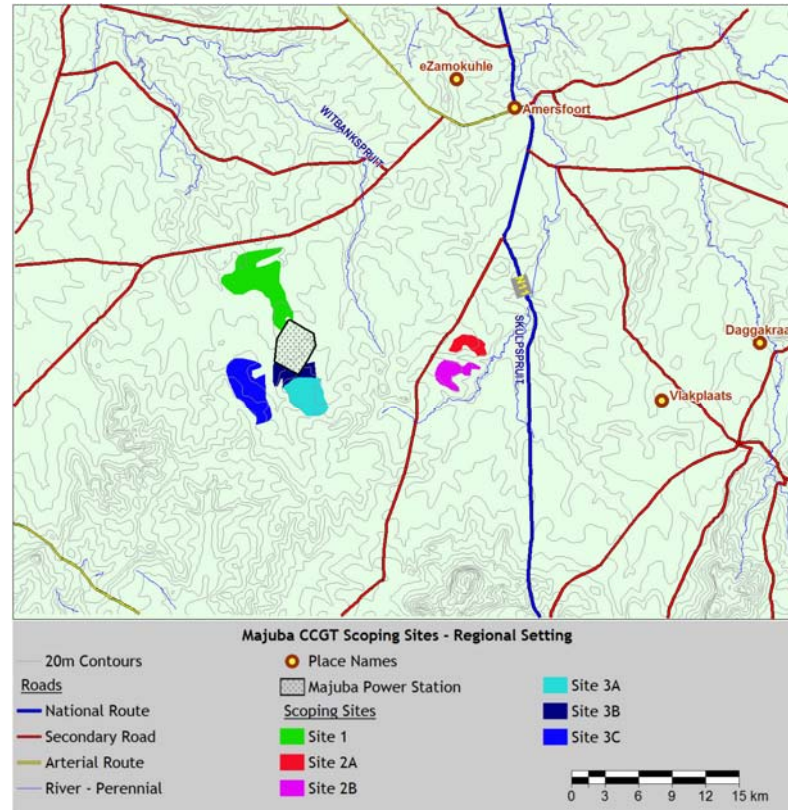 eZamokuhle
Amersfoort
WITBANKSPRUIT
N11
SKULPSPRUIT
Daggakraa
Vlakplaats
Majuba CCGT Scoping Sites - Regional Setting
20m Contours
Roads
National Route
Secondary Road
Arterial Route
River - Perennial
Place Names
Majuba Power Station
Scoping Sites
Site 1
Site 2A
Site 2B
Site 3A
Site 3B
Site 3C
0 3 6 9 12 15 km